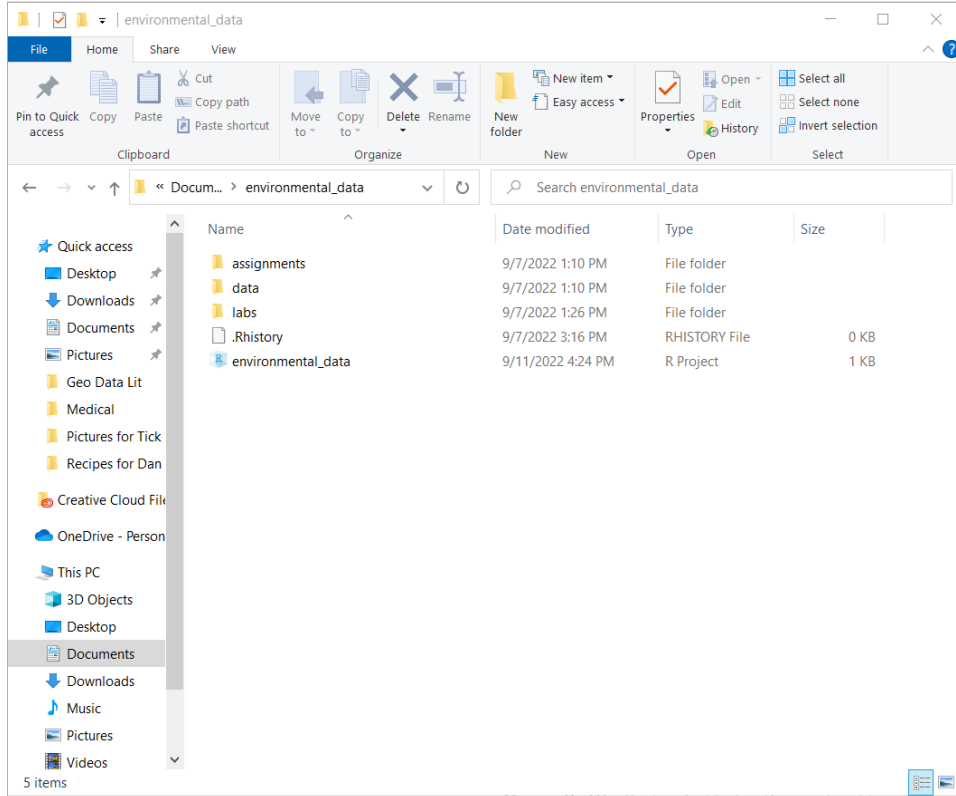 environmental_data
File Home Share View
Pin to Quick access Copy Paste Cut Copy path Paste shortcut Move to Copy to Delete Rename New folder New item Easy access Properties Open Edit History Select all Select none Invert selection
Clipboard Organize New Open Select
« Docum... > environmental_data Search environmental_data
Name Date modified Type Size
assignments 9/7/2022 1:10 PM File folder
data 9/7/2022 1:10 PM File folder
labs 9/7/2022 1:26 PM File folder
.Rhistory 9/7/2022 3:16 PM RHISTORY File 0 KB
environmental_data 9/11/2022 4:24 PM R Project 1 KB
Quick access
Desktop
Downloads
Documents
Pictures
Geo Data Lit
Medical
Pictures for Tick
Recipes for Dan
Creative Cloud File
OneDrive - Person
This PC
3D Objects
Desktop
Documents
Downloads
Music
Pictures
Videos
5 items